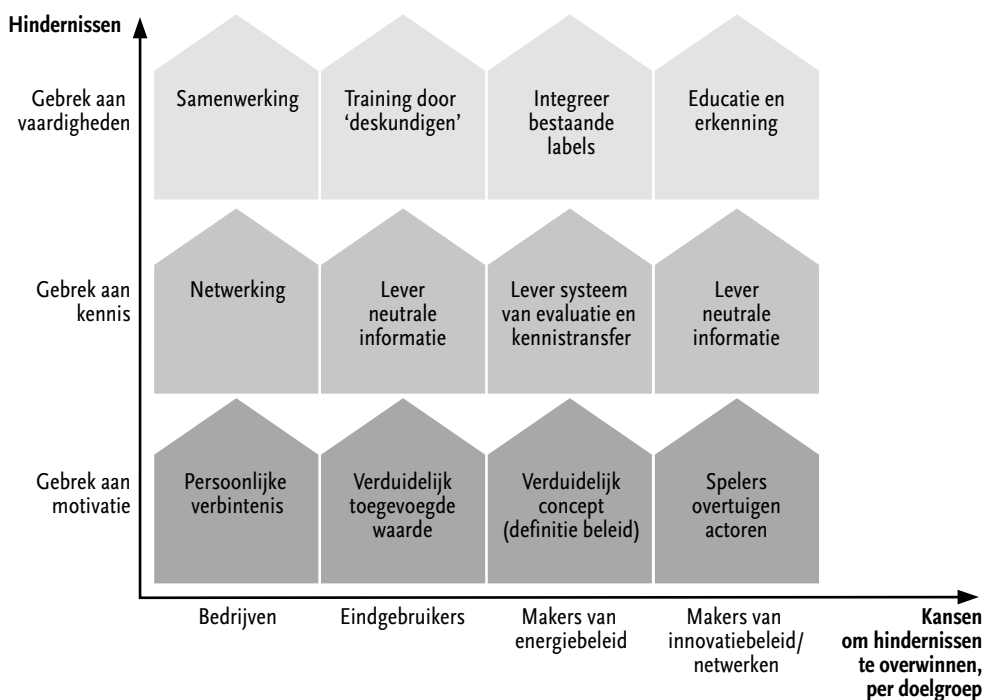 Hindernissen
Gebrek aan
vaardigheden
Samenwerking
Training door
‘deskundigen’
Integreer
bestaande
labels
Educatie en
erkenning
Gebrek aan
kennis
Netwerking
Lever
neutrale
informatie
Lever systeem
van evaluatie en
kennistransfer
Lever
neutrale
informatie
Gebrek aan
motivatie
Persoonlijke
verbintenis
Verduidelijk
toegevoegde
waarde
Verduidelijk
concept
(definitie beleid)
Spelers
overtuigen
actoren
Bedrijven
Eindgebruikers
Makers van
energiebeleid
Makers van
innovatiebeleid/
netwerken
Kansen
om hindernissen
te overwinnen,
per doelgroep